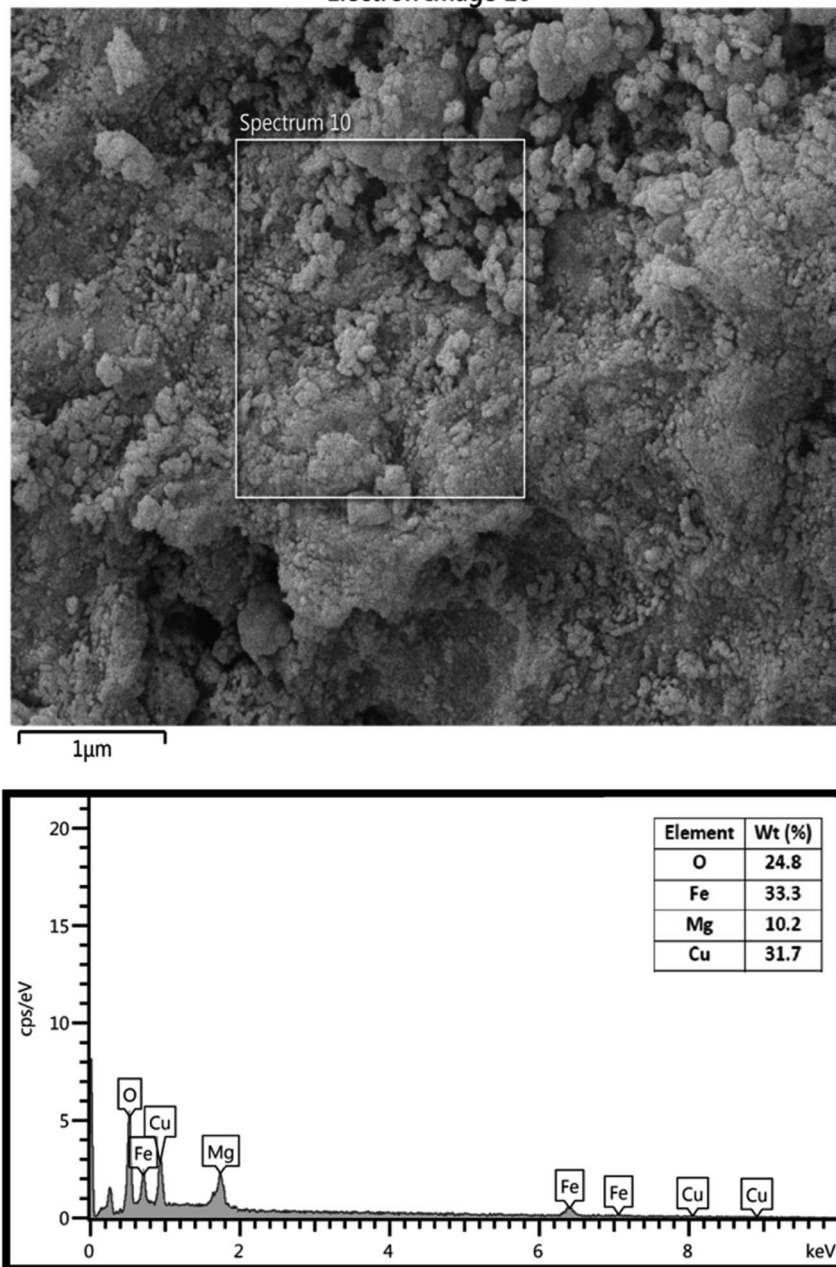 Spectrum 10
1μm
Element Wt (%)
O 24.8
Fe 33.3
Mg 10.2
Cu 31.7
20
15
10
5
0
cps/eV
O
Fe
Cu
Mg
Fe
Fe
Cu
Cu
0 2 4 6 8 keV